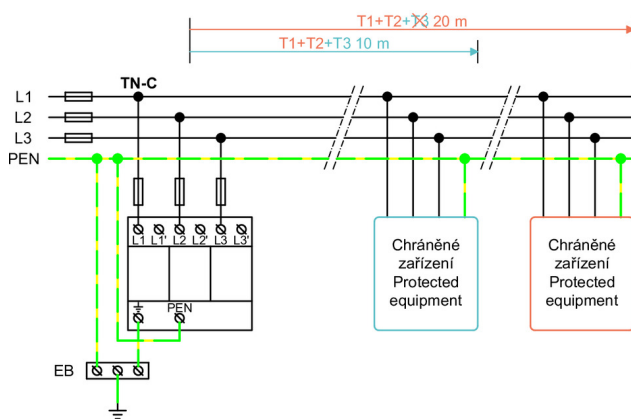 T1+T2+T3 20 m
T1+T2+T3 10 m
TN-C
L1
L2
L3
PEN
L1 L1' L2 L2' L3 L3'
PEN
Chráněné
zařízení
Protected
equipment
Chráněné
zařízení
Protected
equipment
EB